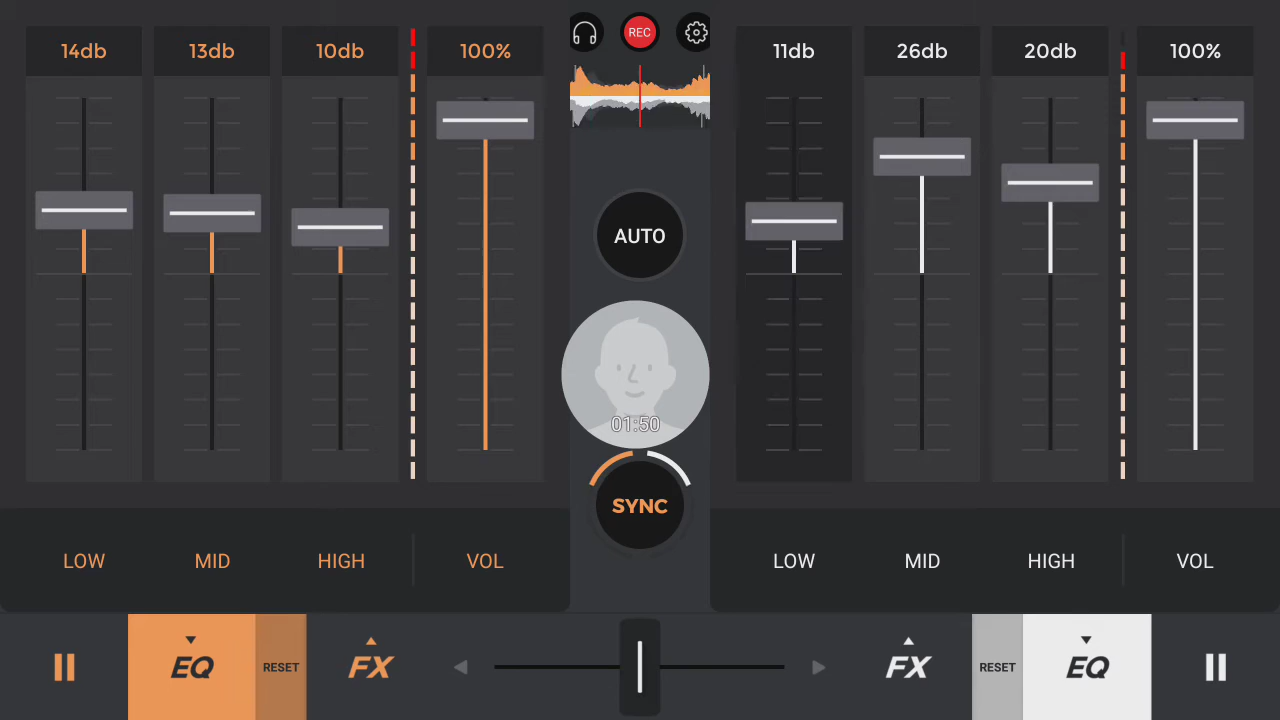 14db 13db 10db 100% REC 11db 26db 20db 100%
AUTO
01:50
SYNC
LOW MID HIGH VOL LOW MID HIGH VOL
EQ RESET FX FX RESET EQ